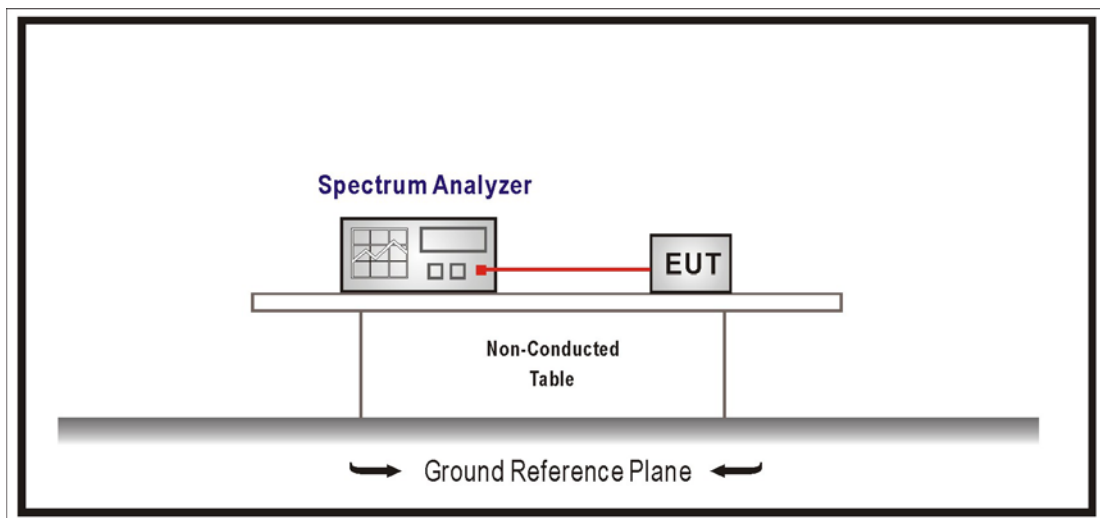 Spectrum Analyzer
EUT
Non-Conducted
Table
Ground Reference Plane